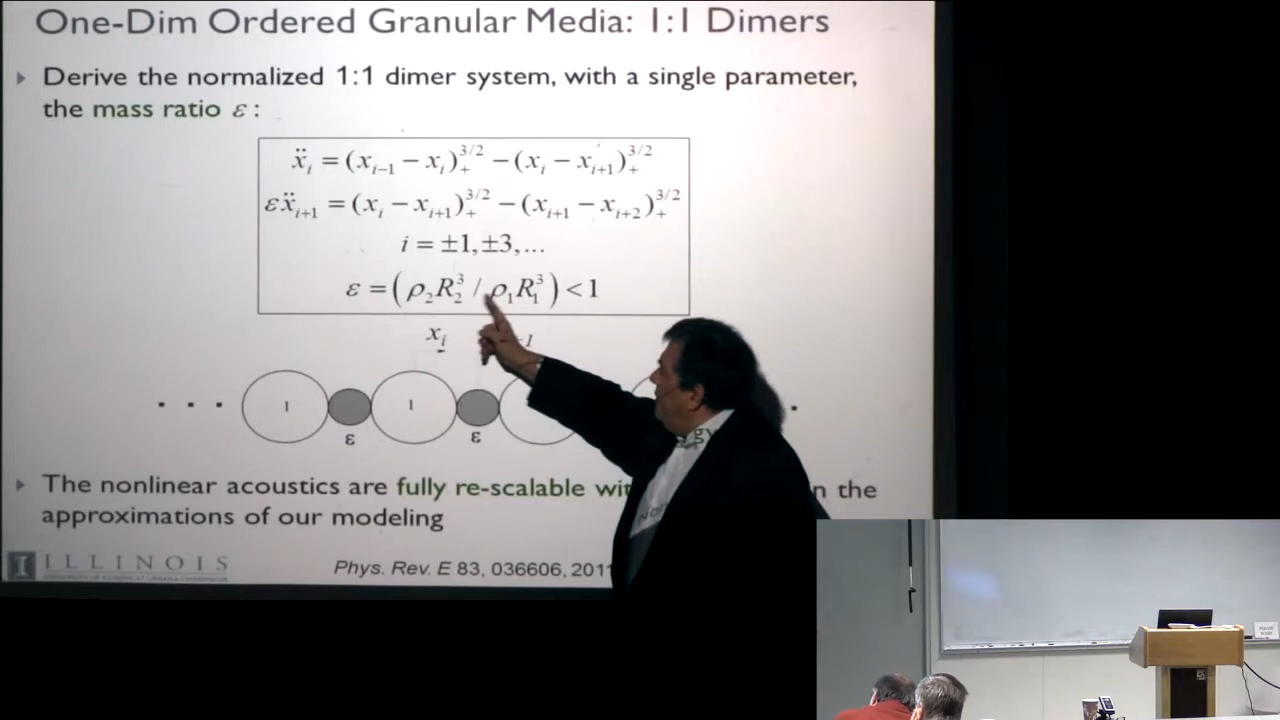 One-Dim Ordered Granular Media: 1:1 Dimers
Derive the normalized 1:1 dimer system, with a single parameter,
the mass ratio ε :
ẍᵢ = (xᵢ₋₁ − xᵢ)₊^3/2 − (xᵢ − xᵢ₊₁)₊^3/2
εẍᵢ₊₁ = (xᵢ − xᵢ₊₁)₊^3/2 − (xᵢ₊₁ − xᵢ₊₂)₊^3/2
i = ±1, ±3, ...
ε = (ρ₂R₂³ / ρ₁R₁³) < 1
xᵢ
. . . 1 1
ε ε
The nonlinear acoustics are fully re-scalable n the
approximations of our modeling
I ILLINOIS
Phys. Rev. E 83, 036606, 2011